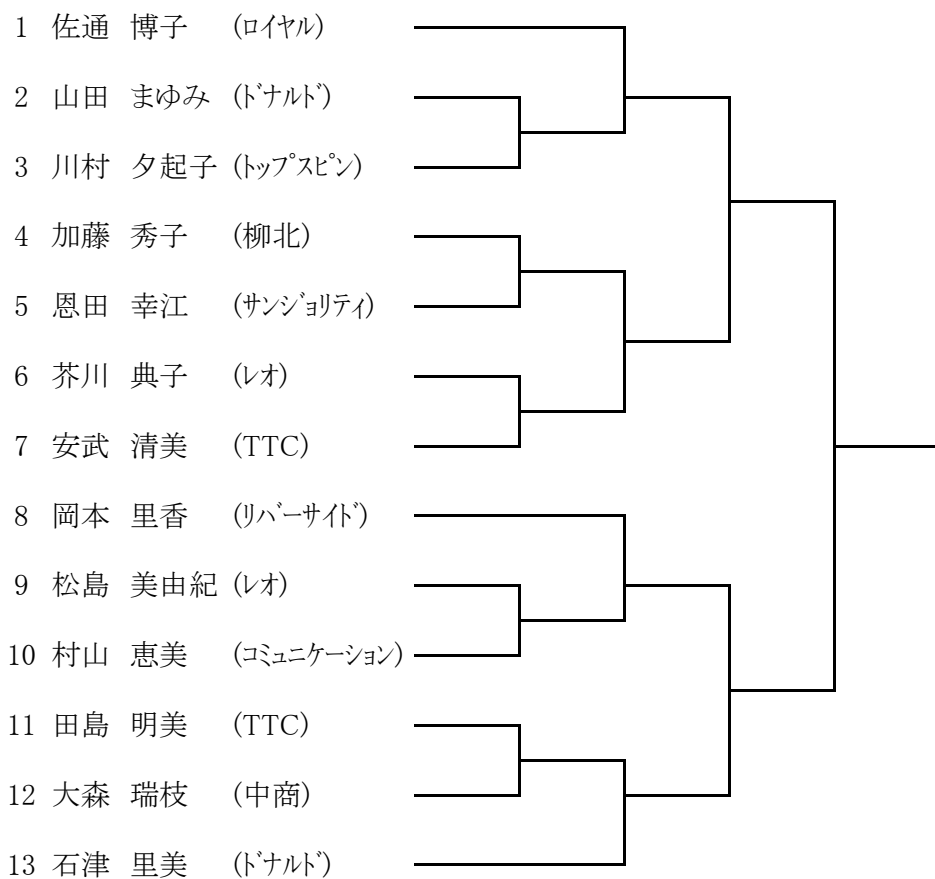 1 佐通 博子 (ﾛｲﾔﾙ)
2 山田 まゆみ (ﾄﾞﾅﾙﾄﾞ)
3 川村 夕起子 (ﾄｯﾌﾟｽﾋﾟﾝ)
4 加藤 秀子 (柳北)
5 恩田 幸江 (ｻﾝｼﾞｮﾘﾃｨ)
6 芥川 典子 (ﾚｵ)
7 安武 清美 (TTC)
8 岡本 里香 (ﾘﾊﾞｰｻｲﾄﾞ)
9 松島 美由紀 (ﾚｵ)
10 村山 恵美 (ｺﾐｭﾆｹｰｼｮﾝ)
11 田島 明美 (TTC)
12 大森 瑞枝 (中商)
13 石津 里美 (ﾄﾞﾅﾙﾄﾞ)